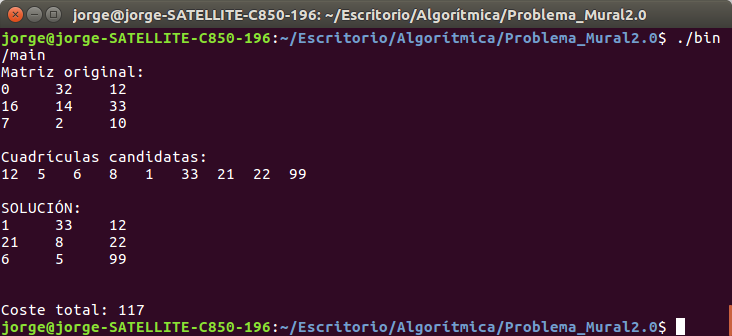 jorge@jorge-SATELLITE-C850-196: ~/Escritorio/Algorítmica/Problema_Mural2.0
jorge@jorge-SATELLITE-C850-196:~/Escritorio/Algorítmica/Problema_Mural2.0$ ./bin
/main
Matriz original:
0 32 12
16 14 33
7 2 10
Cuadrículas candidatas:
12 5 6 8 1 33 21 22 99
SOLUCIÓN:
1 33 12
21 8 22
6 5 99
Coste total: 117
jorge@jorge-SATELLITE-C850-196:~/Escritorio/Algorítmica/Problema_Mural2.0$